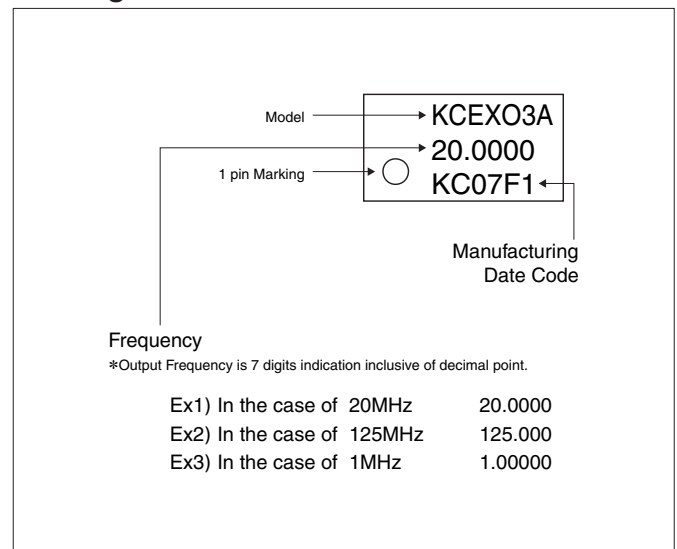 Model
KCEXO3A
20.0000
1 pin Marking
KC07F1
Manufacturing
Date Code
Frequency
*Output Frequency is 7 digits indication inclusive of decimal point.
Ex1) In the case of 20MHz 20.0000
Ex2) In the case of 125MHz 125.000
Ex3) In the case of 1MHz 1.00000